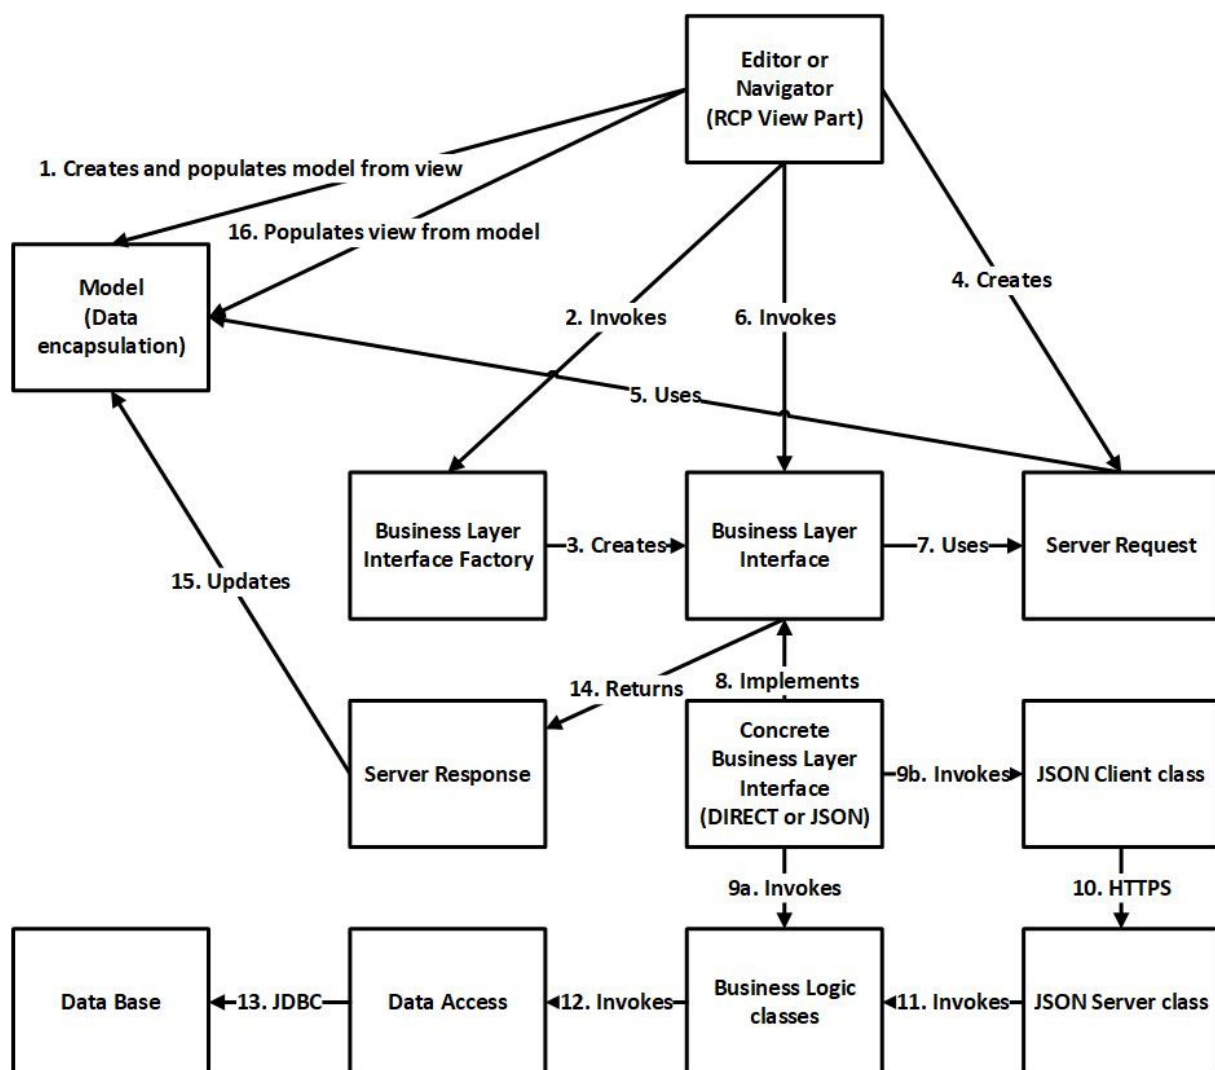 Editor or
Navigator
(RCP View Part)
1. Creates and populates model from view
16. Populates view from model
Model
(Data
encapsulation)
4. Creates
2. Invokes
6. Invokes
5. Uses
Business Layer
Interface Factory
3. Creates
Business Layer
Interface
7. Uses
Server Request
15. Updates
14. Returns
8. Implements
Server Response
Concrete
Business Layer
Interface
(DIRECT or JSON)
9b. Invokes
JSON Client class
9a. Invokes
10. HTTPS
Data Base
13. JDBC
Data Access
12. Invokes
Business Logic
classes
11. Invokes
JSON Server class